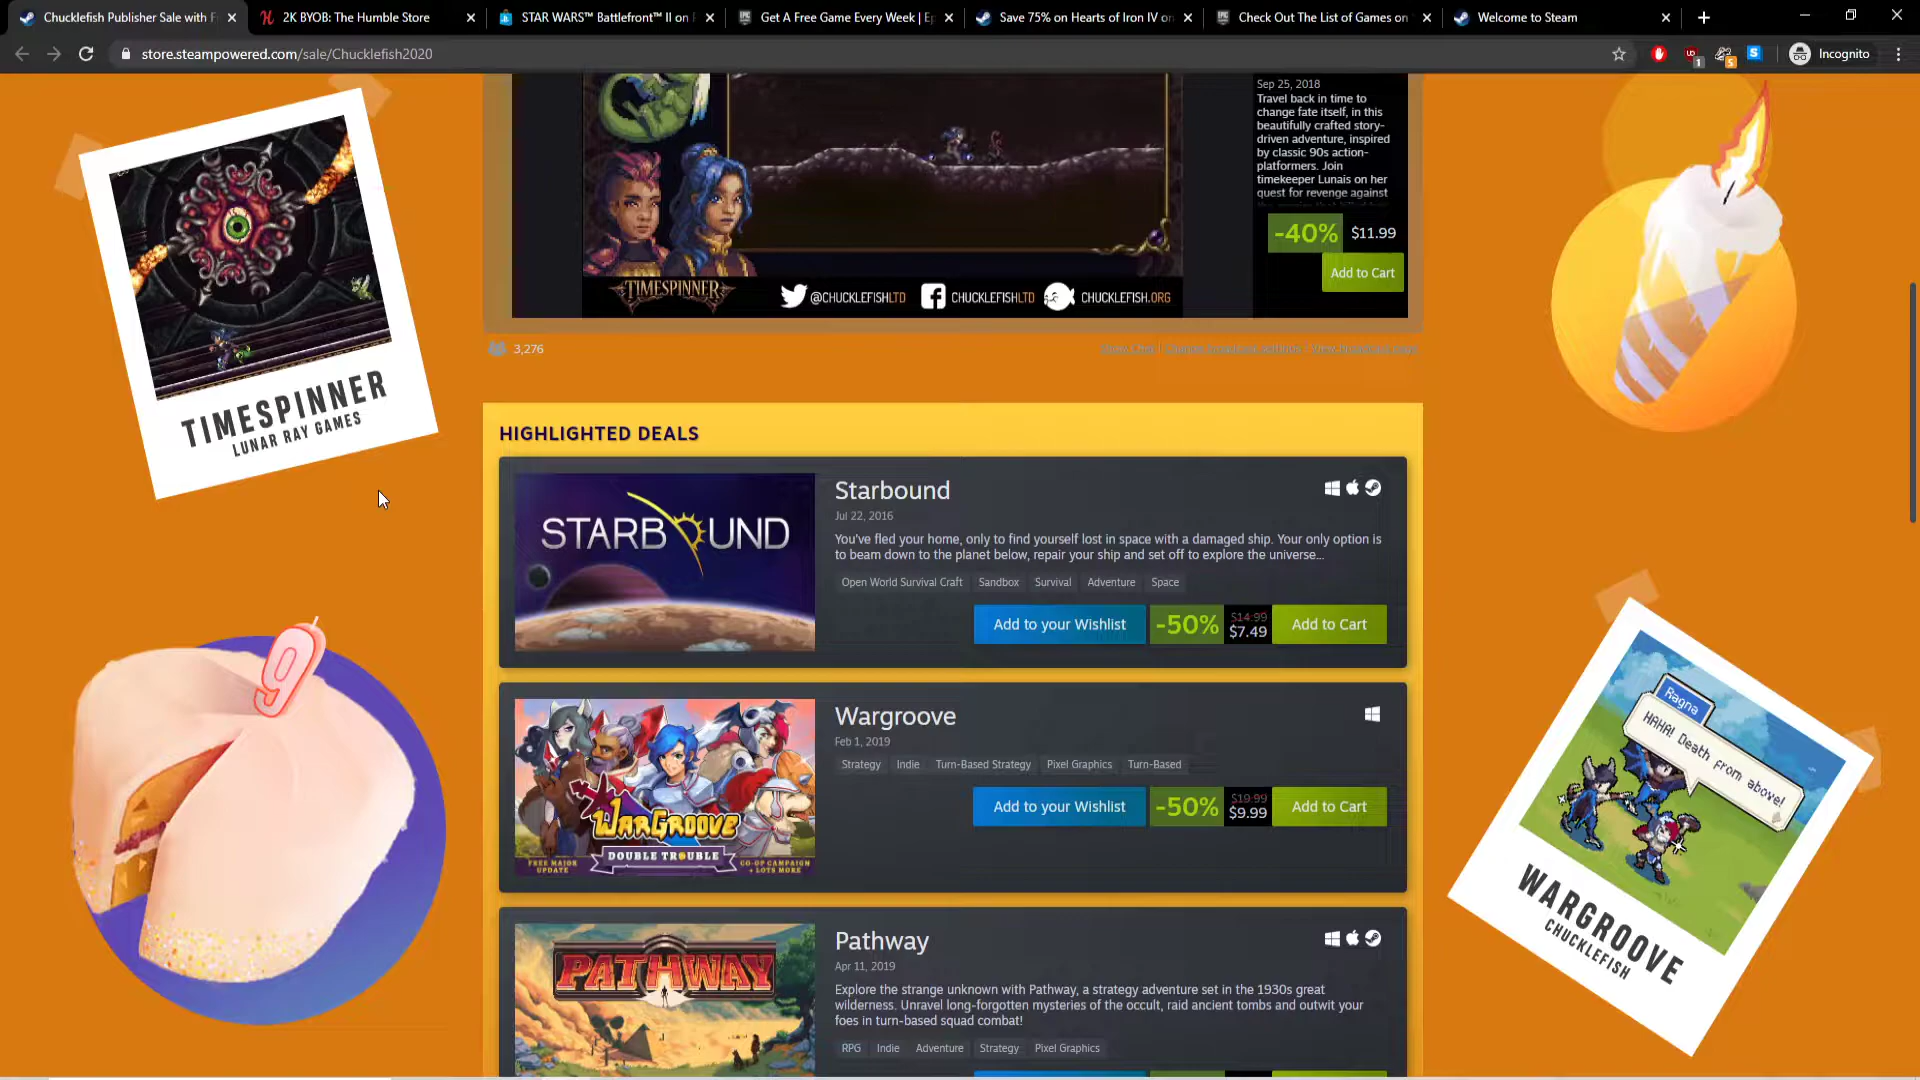 Chucklefish Publisher Sale with F
2K BYOB: The Humble Store
STAR WARS™ Battlefront™ II on
Get A Free Game Every Week | Ep
Save 75% on Hearts of Iron IV on
Check Out The List of Games on
Welcome to Steam
store.steampowered.com/sale/Chucklefish2020
Incognito
TIMESPINNER
LUNAR RAY GAMES
TIMESPINNER
@CHUCKLEFISHLTD
CHUCKLEFISHLTD
CHUCKLEFISH.ORG
Sep 25, 2018
Travel back in time to
change fate itself, in this
beautifully crafted story-
driven adventure, inspired
by classic 90s action-
platformers. Join
timekeeper Lunais on her
quest for revenge against
-40%
$11.99
Add to Cart
3,276
HIGHLIGHTED DEALS
STARBOUND
Starbound
Jul 22, 2016
You've fled your home, only to find yourself lost in space with a damaged ship. Your only option is
to beam down to the planet below, repair your ship and set off to explore the universe...
Open World Survival Craft
Sandbox
Survival
Adventure
Space
Add to your Wishlist
-50%
$14.99
$7.49
Add to Cart
WARGROOVE
DOUBLE TROUBLE
FREE MAJOR
UPDATE
CO-OP CAMPAIGN
+ LOTS MORE
Wargroove
Feb 1, 2019
Strategy
Indie
Turn-Based Strategy
Pixel Graphics
Turn-Based
Add to your Wishlist
-50%
$19.99
$9.99
Add to Cart
PATHWAY
Pathway
Apr 11, 2019
Explore the strange unknown with Pathway, a strategy adventure set in the 1930s great
wilderness. Unravel long-forgotten mysteries of the occult, raid ancient tombs and outwit your
foes in turn-based squad combat!
RPG
Indie
Adventure
Strategy
Pixel Graphics
9
Ragna
HAHA! Death from above!
WARGROOVE
CHUCKLEFISH